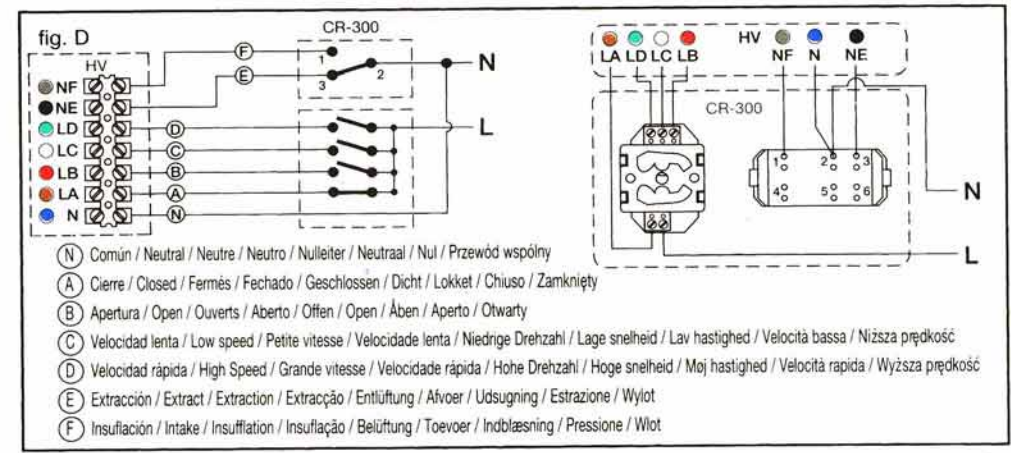 fig. D
HV
NF
NE
LD
LC
LB
LA
N
F
E
D
C
B
A
N
CR-300
1
2
3
N
L
LA LD LC LB HV NF N NE
CR-300
1 2 3
4 5 6
N
L
N Común / Neutral / Neutre / Neutro / Nulleiter / Neutraal / Nul / Przewód wspólny
A Cierre / Closed / Fermés / Fechado / Geschlossen / Dicht / Lokket / Chiuso / Zamknięty
B Apertura / Open / Ouverts / Aberto / Offen / Open / Åben / Aperto / Otwarty
C Velocidad lenta / Low speed / Petite vitesse / Velocidade lenta / Niedrige Drehzahl / Lage snelheid / Lav hastighed / Velocità bassa / Niższa prędkość
D Velocidad rápida / High Speed / Grande vitesse / Velocidade rápida / Hohe Drehzahl / Hoge snelheid / Møj hastighed / Velocità rapida / Wyższa prędkość
E Extracción / Extract / Extraction / Extracção / Entlüftung / Afvoer / Udsugning / Estrazione / Wylot
F Insuflación / Intake / Insufflation / Insuflação / Belüftung / Toevoer / Indblæsning / Pressione / Wlot